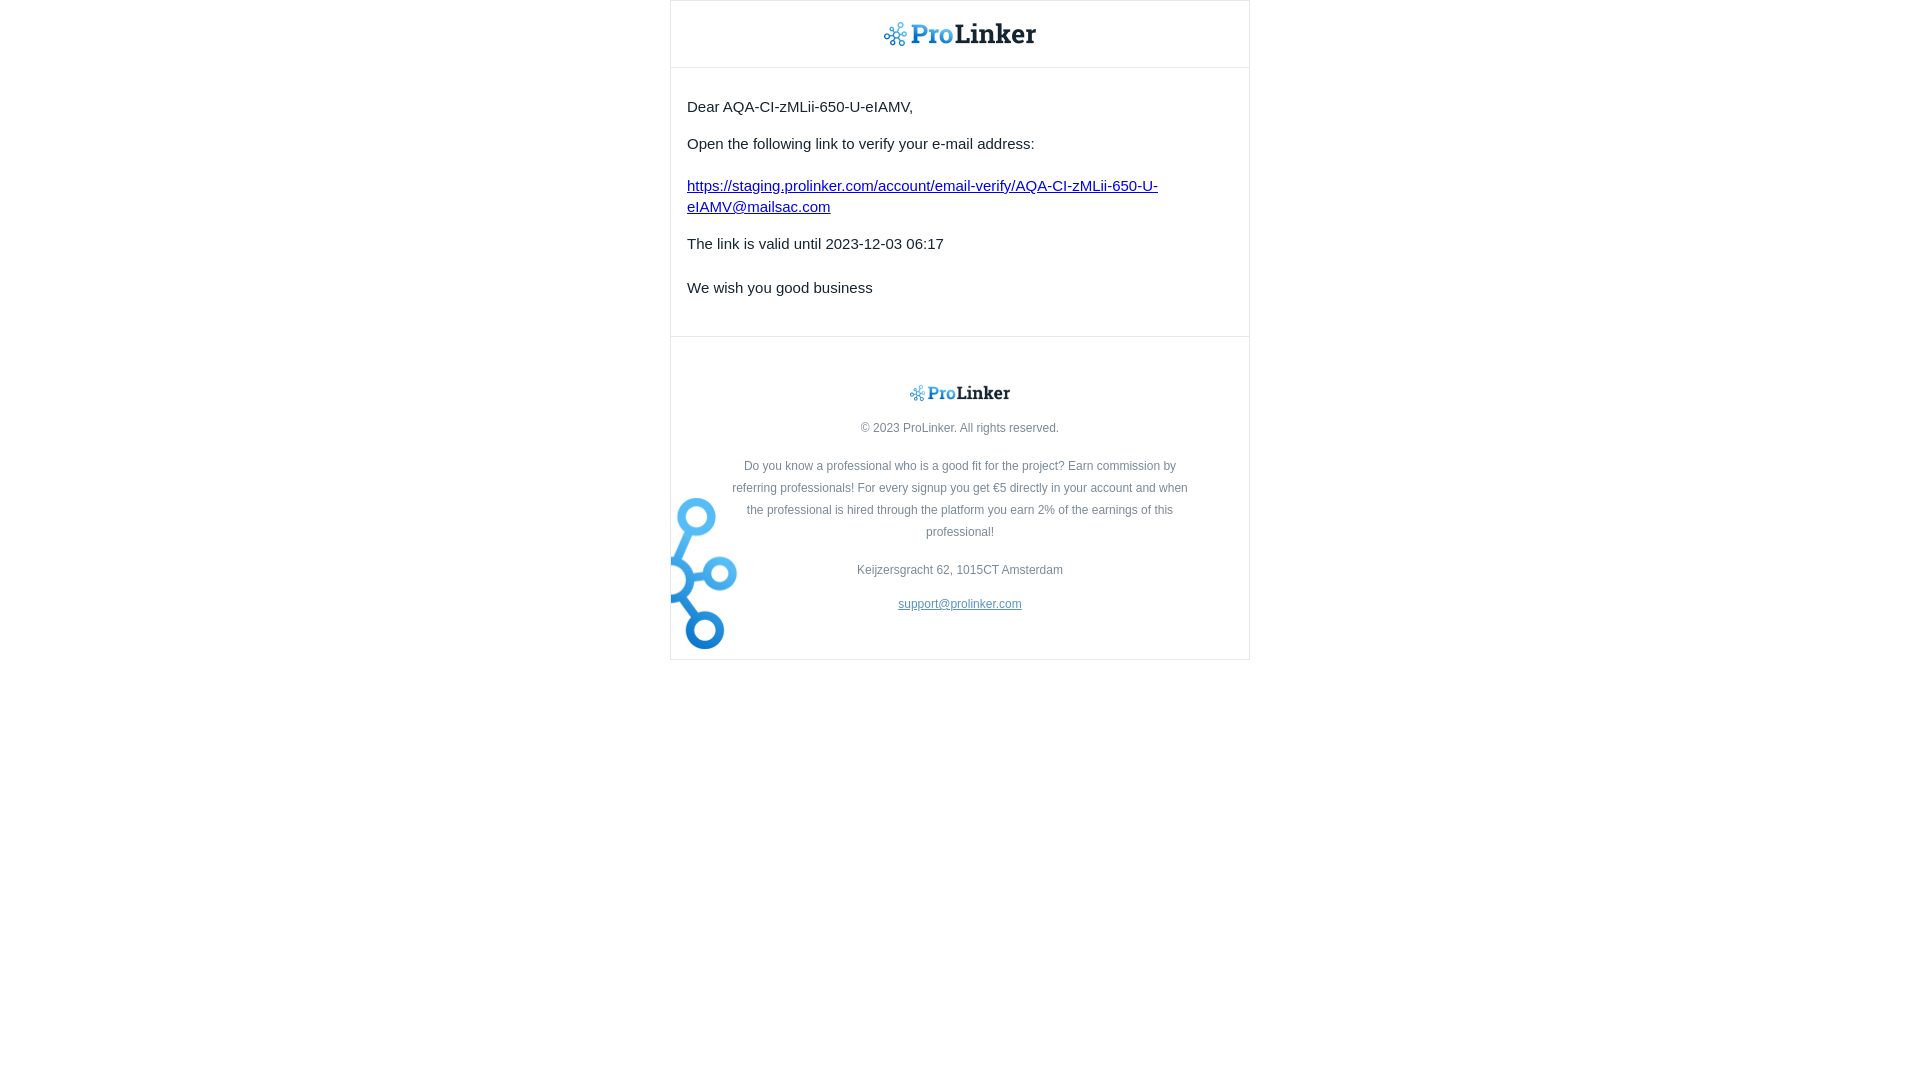 ProLinker
Dear AQA-CI-zMLii-650-U-eIAMV,
Open the following link to verify your e-mail address:
https://staging.prolinker.com/account/email-verify/AQA-CI-zMLii-650-U-
eIAMV@mailsac.com
The link is valid until 2023-12-03 06:17
We wish you good business
ProLinker
© 2023 ProLinker. All rights reserved.
Do you know a professional who is a good fit for the project? Earn commission by
referring professionals! For every signup you get €5 directly in your account and when
the professional is hired through the platform you earn 2% of the earnings of this
professional!
Keijzersgracht 62, 1015CT Amsterdam
support@prolinker.com